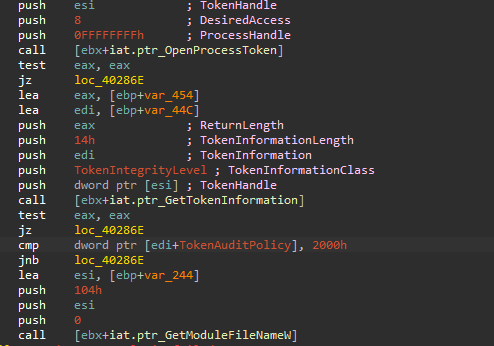 push esi ; TokenHandle
push 8 ; DesiredAccess
push 0FFFFFFFFh ; ProcessHandle
call [ebx+iat.ptr_OpenProcessToken]
test eax, eax
jz loc_40286E
lea eax, [ebp+var_454]
lea edi, [ebp+var_44C]
push eax ; ReturnLength
push 14h ; TokenInformationLength
push edi ; TokenInformation
push TokenIntegrityLevel ; TokenInformationClass
push dword ptr [esi] ; TokenHandle
call [ebx+iat.ptr_GetTokenInformation]
test eax, eax
jz loc_40286E
cmp dword ptr [edi+TokenAuditPolicy], 2000h
jnb loc_40286E
lea esi, [ebp+var_244]
push 104h
push esi
push 0
call [ebx+iat.ptr_GetModuleFileNameW]